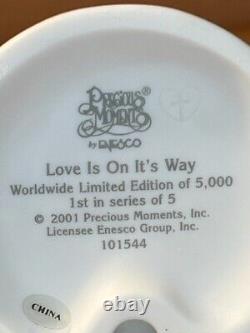 PRECIOUS®
MOMENTS
by ENESCO
Love Is On It's Way
Worldwide Limited Edition of 5,000
1st in series of 5
© 2001 Precious Moments, Inc.
Licensee Enesco Group, Inc.
101544
CHINA